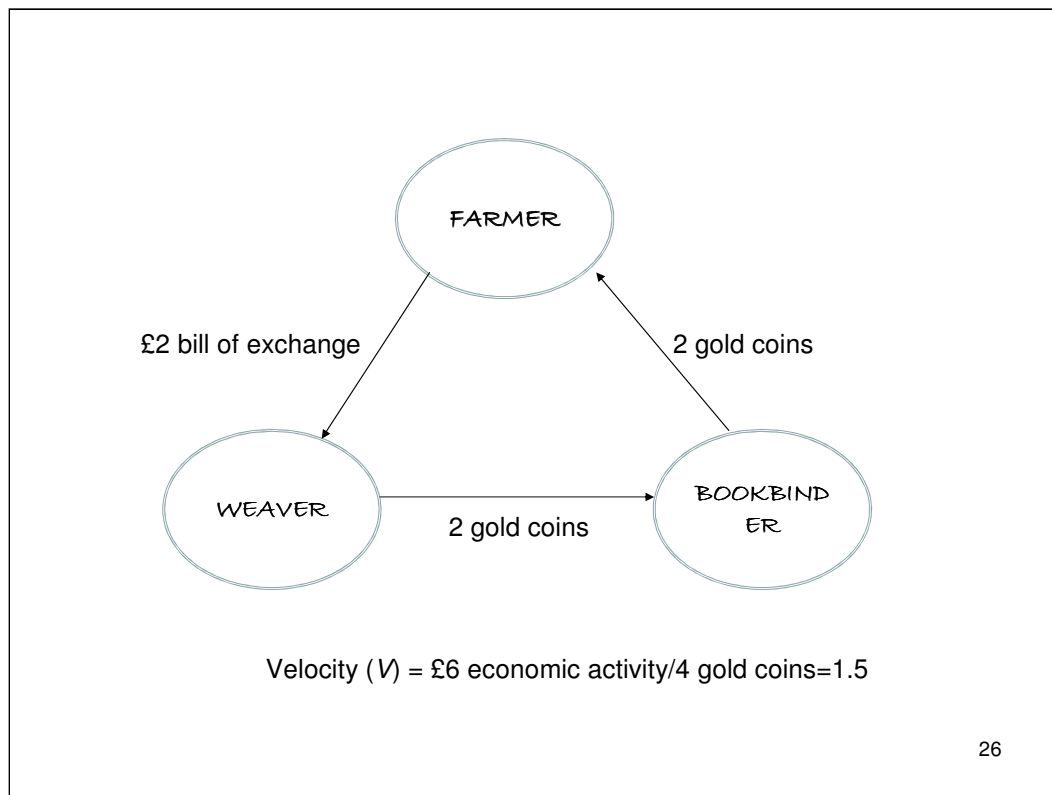 FARMER
£2 bill of exchange
2 gold coins
WEAVER
2 gold coins
BOOKBIND
ER
Velocity (V) = £6 economic activity/4 gold coins=1.5
26